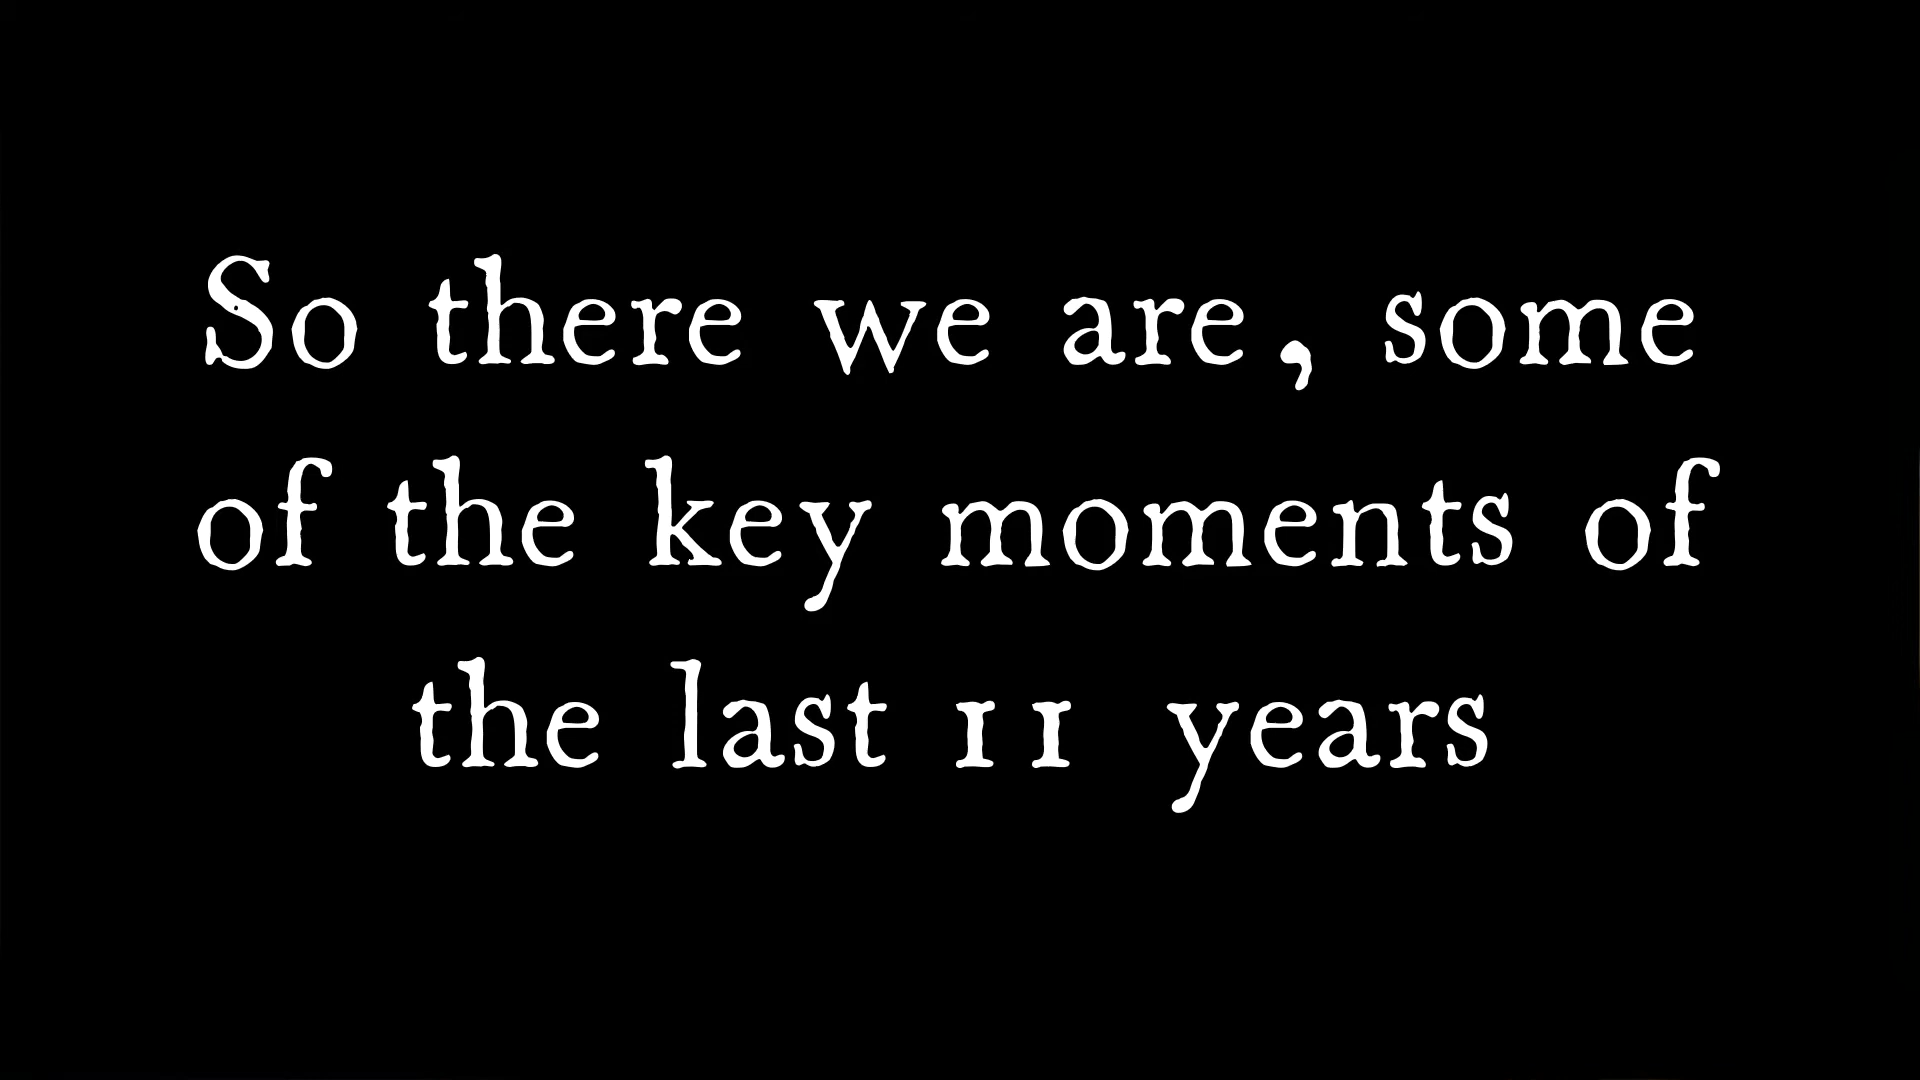 So there we are, some
of the key moments of
the last 11 years